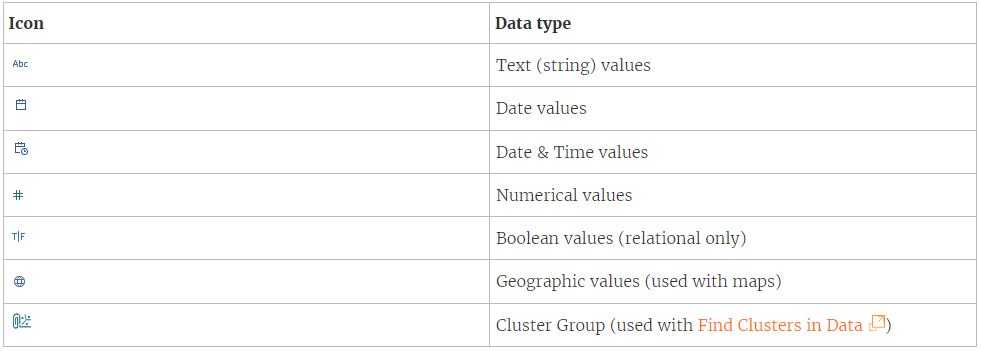 Icon Data type
Abc Text (string) values
Date values
Date & Time values
# Numerical values
T|F Boolean values (relational only)
Geographic values (used with maps)
Cluster Group (used with Find Clusters in Data )